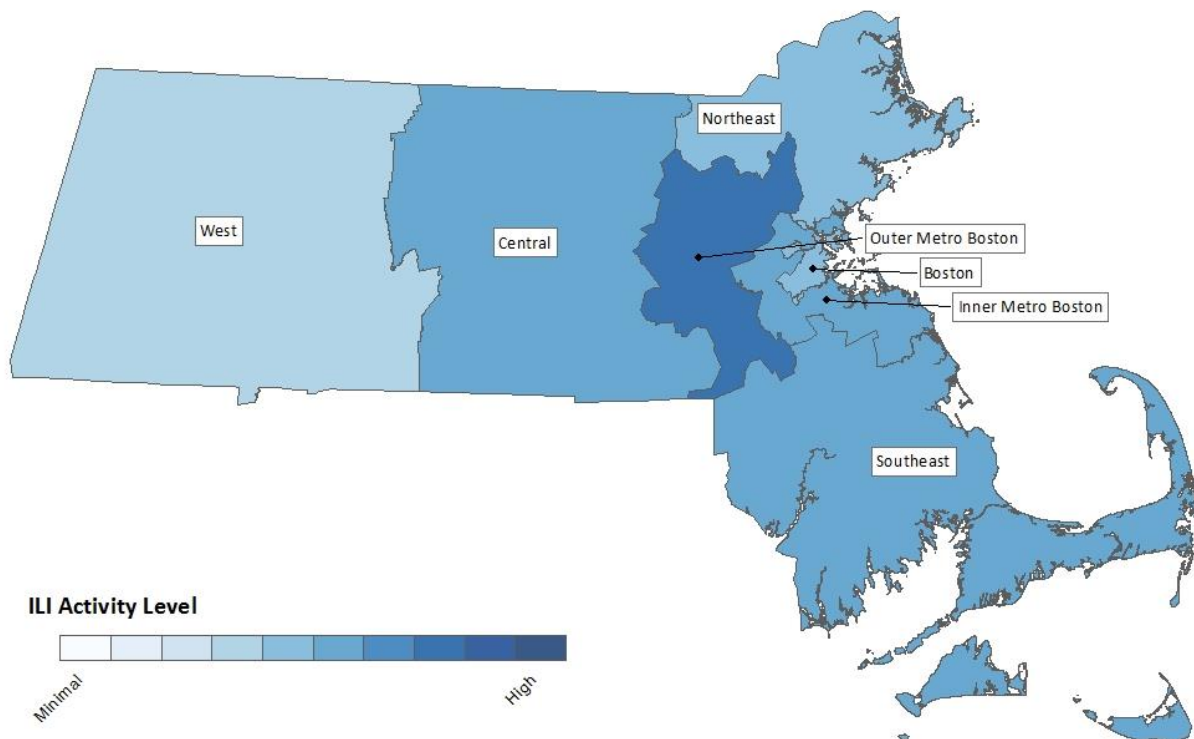 Northeast
West
Central
Outer Metro Boston
Boston
Inner Metro Boston
Southeast
ILI Activity Level
Minimal
High